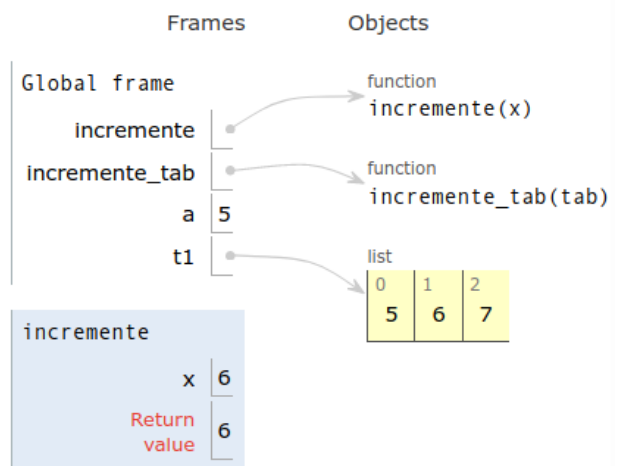 Frames Objects
Global frame
function
incremente(x)
incremente
function
incremente_tab
incremente_tab(tab)
a 5
t1
list
0 1 2
5 6 7
incremente
x 6
Return
value
6